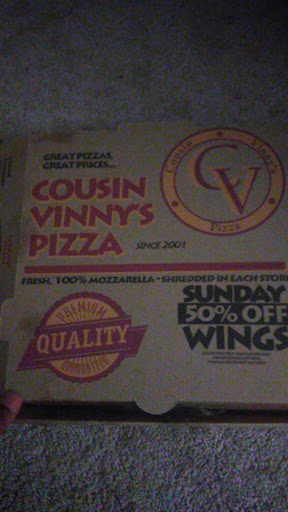 GREAT PIZZAS,
GREAT PRICES...
Cousin Vinny's
CV
Pizza
COUSIN
VINNY'S
PIZZA
SINCE 2001
FRESH, 100% MOZZARELLA - SHREDDED IN EACH STORE
PREMIUM
QUALITY
GUARANTEED
SUNDAY
50% OFF
WINGS